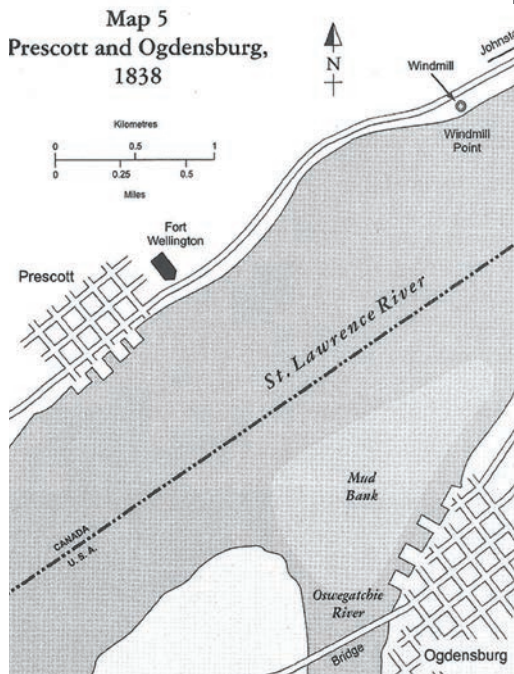 Map 5
Prescott and Ogdensburg,
1838
N
Johnst
Windmill
Windmill
Point
Kilometres
0 0.5 1
0 0.25 0.5
Miles
Fort
Wellington
Prescott
St. Lawrence River
Mud
Bank
CANADA
U.S.A.
Oswegatchie
River
Bridge
Ogdensburg